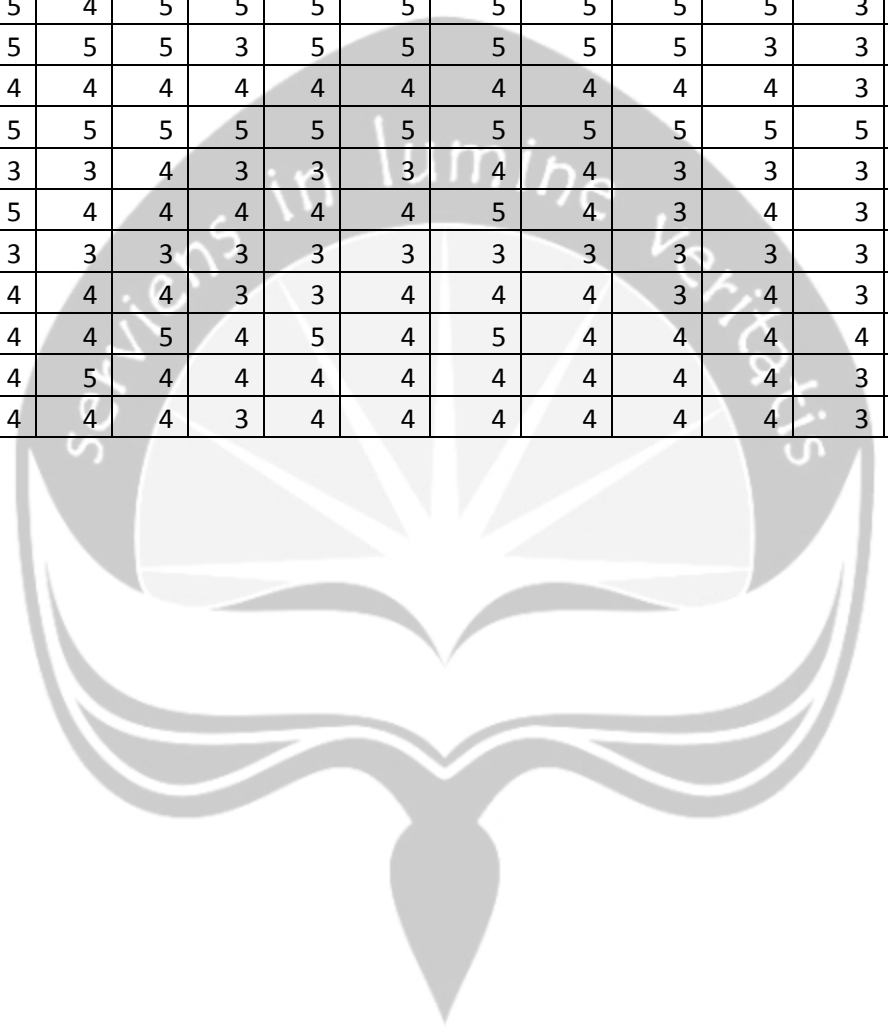 5 4 5 5 5 5 5 5 5 5 3
5 5 5 3 5 5 5 5 5 3 3
4 4 4 4 4 4 4 4 4 4 3
5 5 5 5 5 5 5 5 5 5 5
3 3 4 3 3 3 4 4 3 3 3
5 4 4 4 4 4 5 4 3 4 3
3 3 3 3 3 3 3 3 3 3 3
4 4 4 3 3 4 4 4 3 4 3
4 4 5 4 5 4 5 4 4 4 4
4 5 4 4 4 4 4 4 4 4 3
4 4 4 3 4 4 4 4 4 4 3
serviens in lumine veritatis